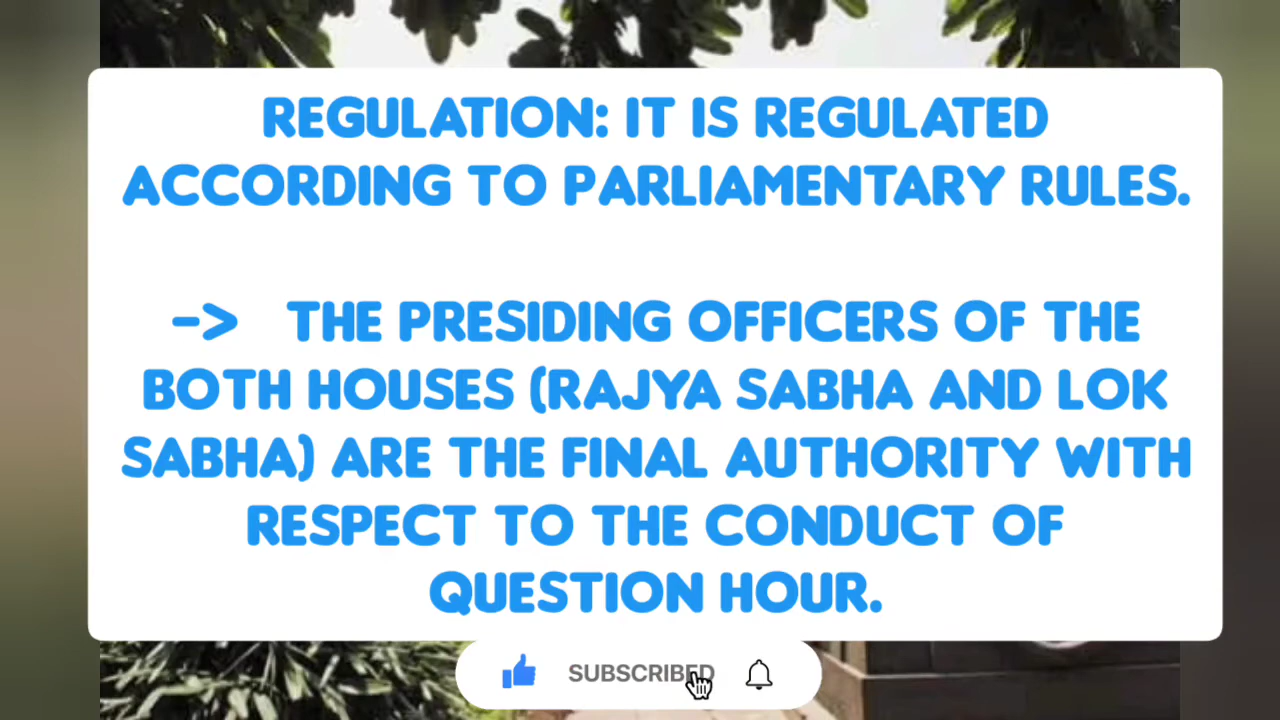 REGULATION: IT IS REGULATED
ACCORDING TO PARLIAMENTARY RULES.
-> THE PRESIDING OFFICERS OF THE
BOTH HOUSES (RAJYA SABHA AND LOK
SABHA) ARE THE FINAL AUTHORITY WITH
RESPECT TO THE CONDUCT OF
QUESTION HOUR.
SUBSCRIBED